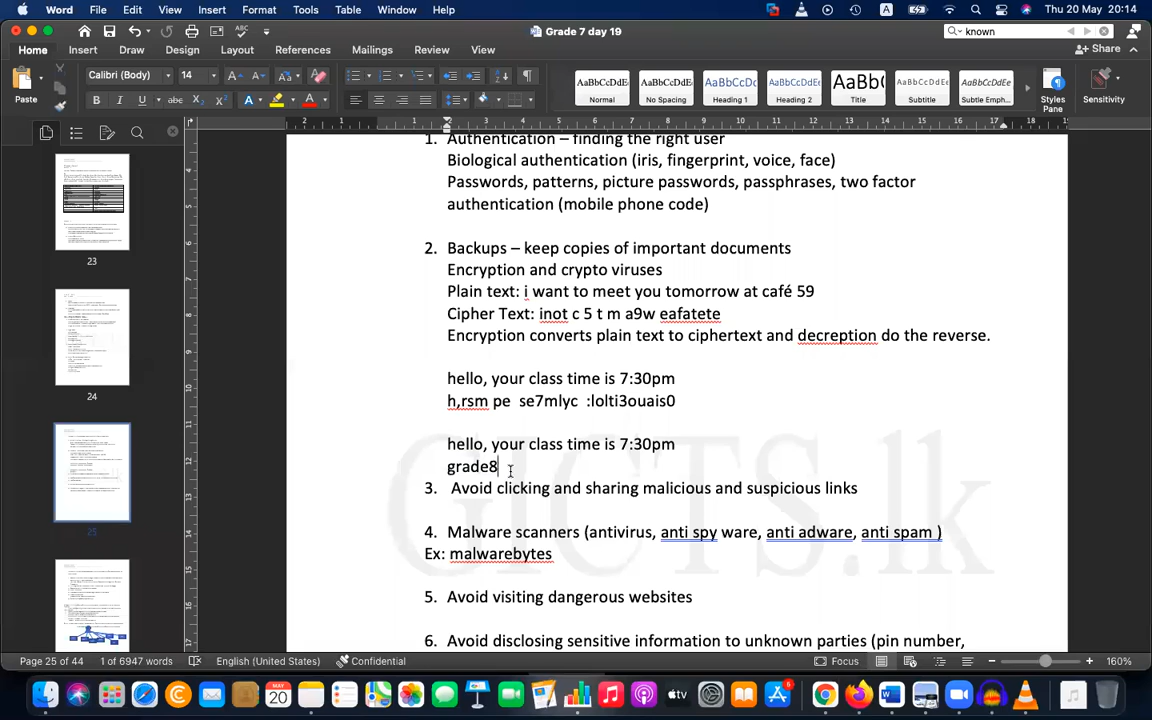 Word File Edit View Insert Format Tools Table Window Help Thu 20 May 20:14
Grade 7 day 19 known
Home Insert Draw Design Layout References Mailings Review View Share
Paste Calibri (Body) 14 AaBbCcDdE Normal AaBbCcDdE No Spacing AaBbCcDc Heading 1 AaBbCcDdE Heading 2 AaBb( Title AaBbCcDdE Subtitle AaBbCcDdE Subtle Emph... Styles Pane Sensitivity
1. Authentication – finding the right user
Biological authentication (iris, fingerprint, voice, face)
Passwords, patterns, picture passwords, passphrases, two factor
authentication (mobile phone code)
2. Backups – keep copies of important documents
Encryption and crypto viruses
Plain text: i want to meet you tomorrow at café 59
Cipher Text: inot c 5 t m a9w eafatete
Encryption converts plain text to ciphertext and decreption do the reverse.
hello, your class time is 7:30pm
h,rsm pe se7mlyc :lolti3ouais0
hello, your class time is 7:30pm
grade8
3. Avoid clicking and sharing malicious and suspicious links
4. Malware scanners (antivirus, anti spy ware, anti adware, anti spam )
Ex: malwarebytes
5. Avoid visiting dangerous websites
6. Avoid disclosing sensitive information to unknown parties (pin number,
GICTS.lk
23
24
25
Page 25 of 44 1 of 6947 words English (United States) Confidential Focus 160%